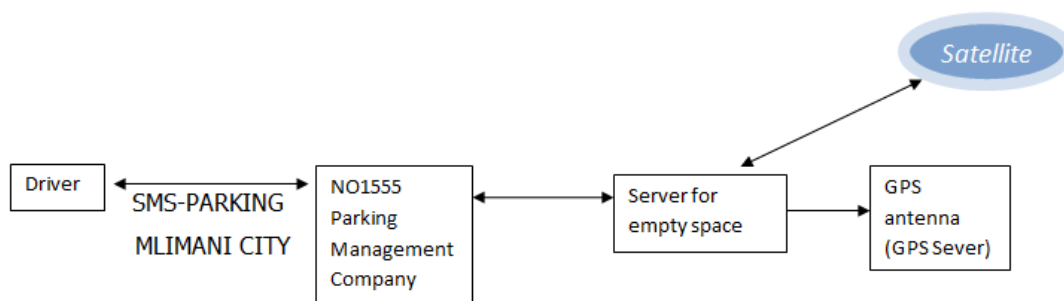 Satellite
Driver
SMS-PARKING
MLIMANI CITY
NO1555
Parking
Management
Company
Server for
empty space
GPS
antenna
(GPS Sever)